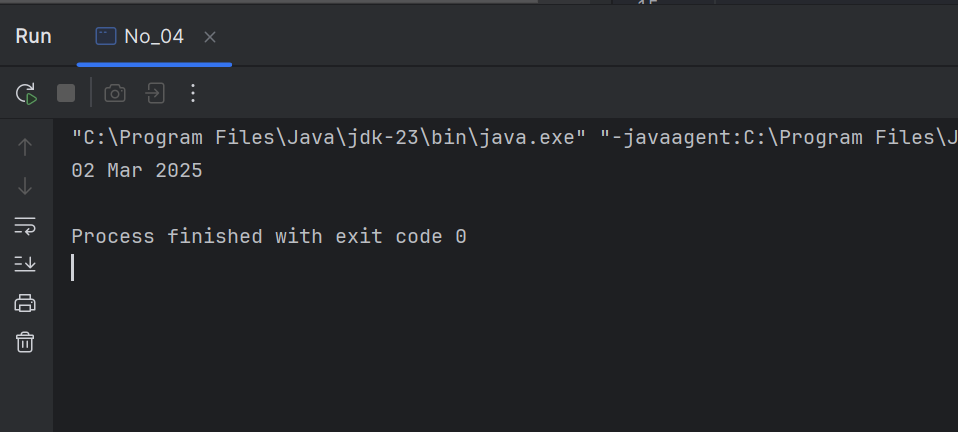 Run No_04
"C:\Program Files\Java\jdk-23\bin\java.exe" "-javaagent:C:\Program Files\J
02 Mar 2025
Process finished with exit code 0